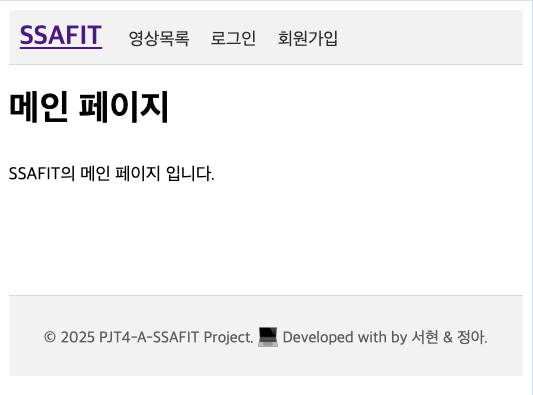 SSAFIT 영상목록 로그인 회원가입
메인 페이지
SSAFIT의 메인 페이지 입니다.
© 2025 PJT4-A-SSAFIT Project. 💻 Developed with by 서현 & 정아.